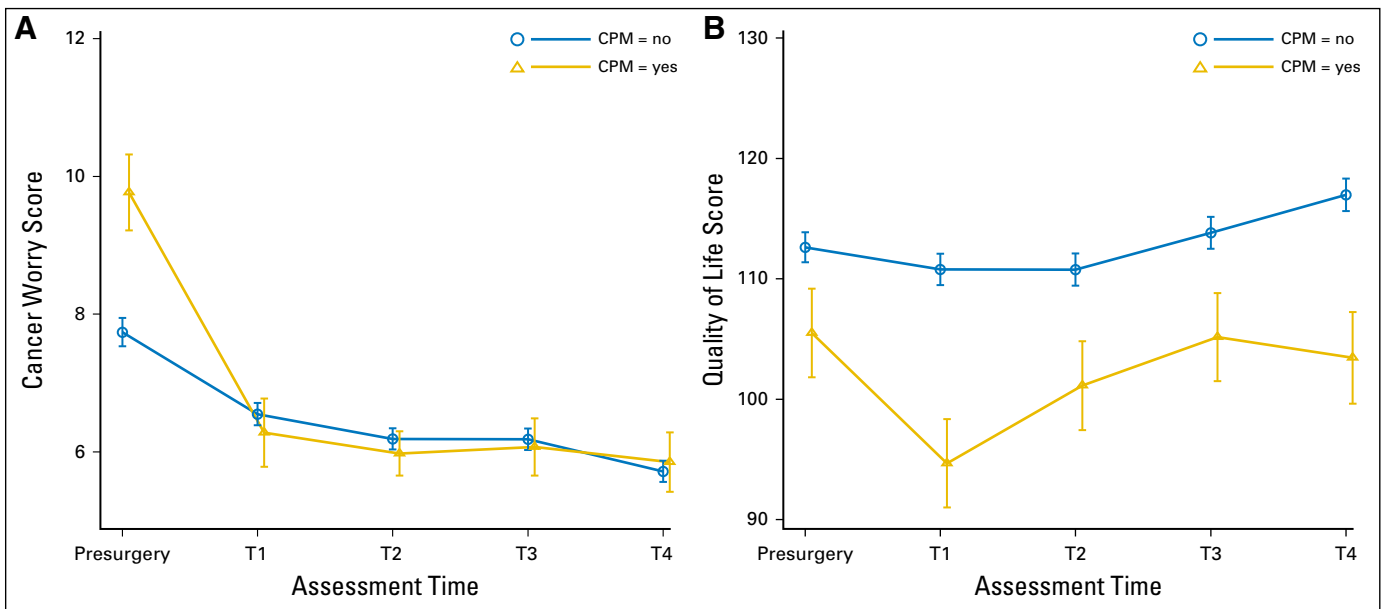 A
12
10
8
6
Cancer Worry Score
CPM = no
CPM = yes
Presurgery T1 T2 T3 T4
Assessment Time
B
130
120
110
100
90
Quality of Life Score
CPM = no
CPM = yes
Presurgery T1 T2 T3 T4
Assessment Time